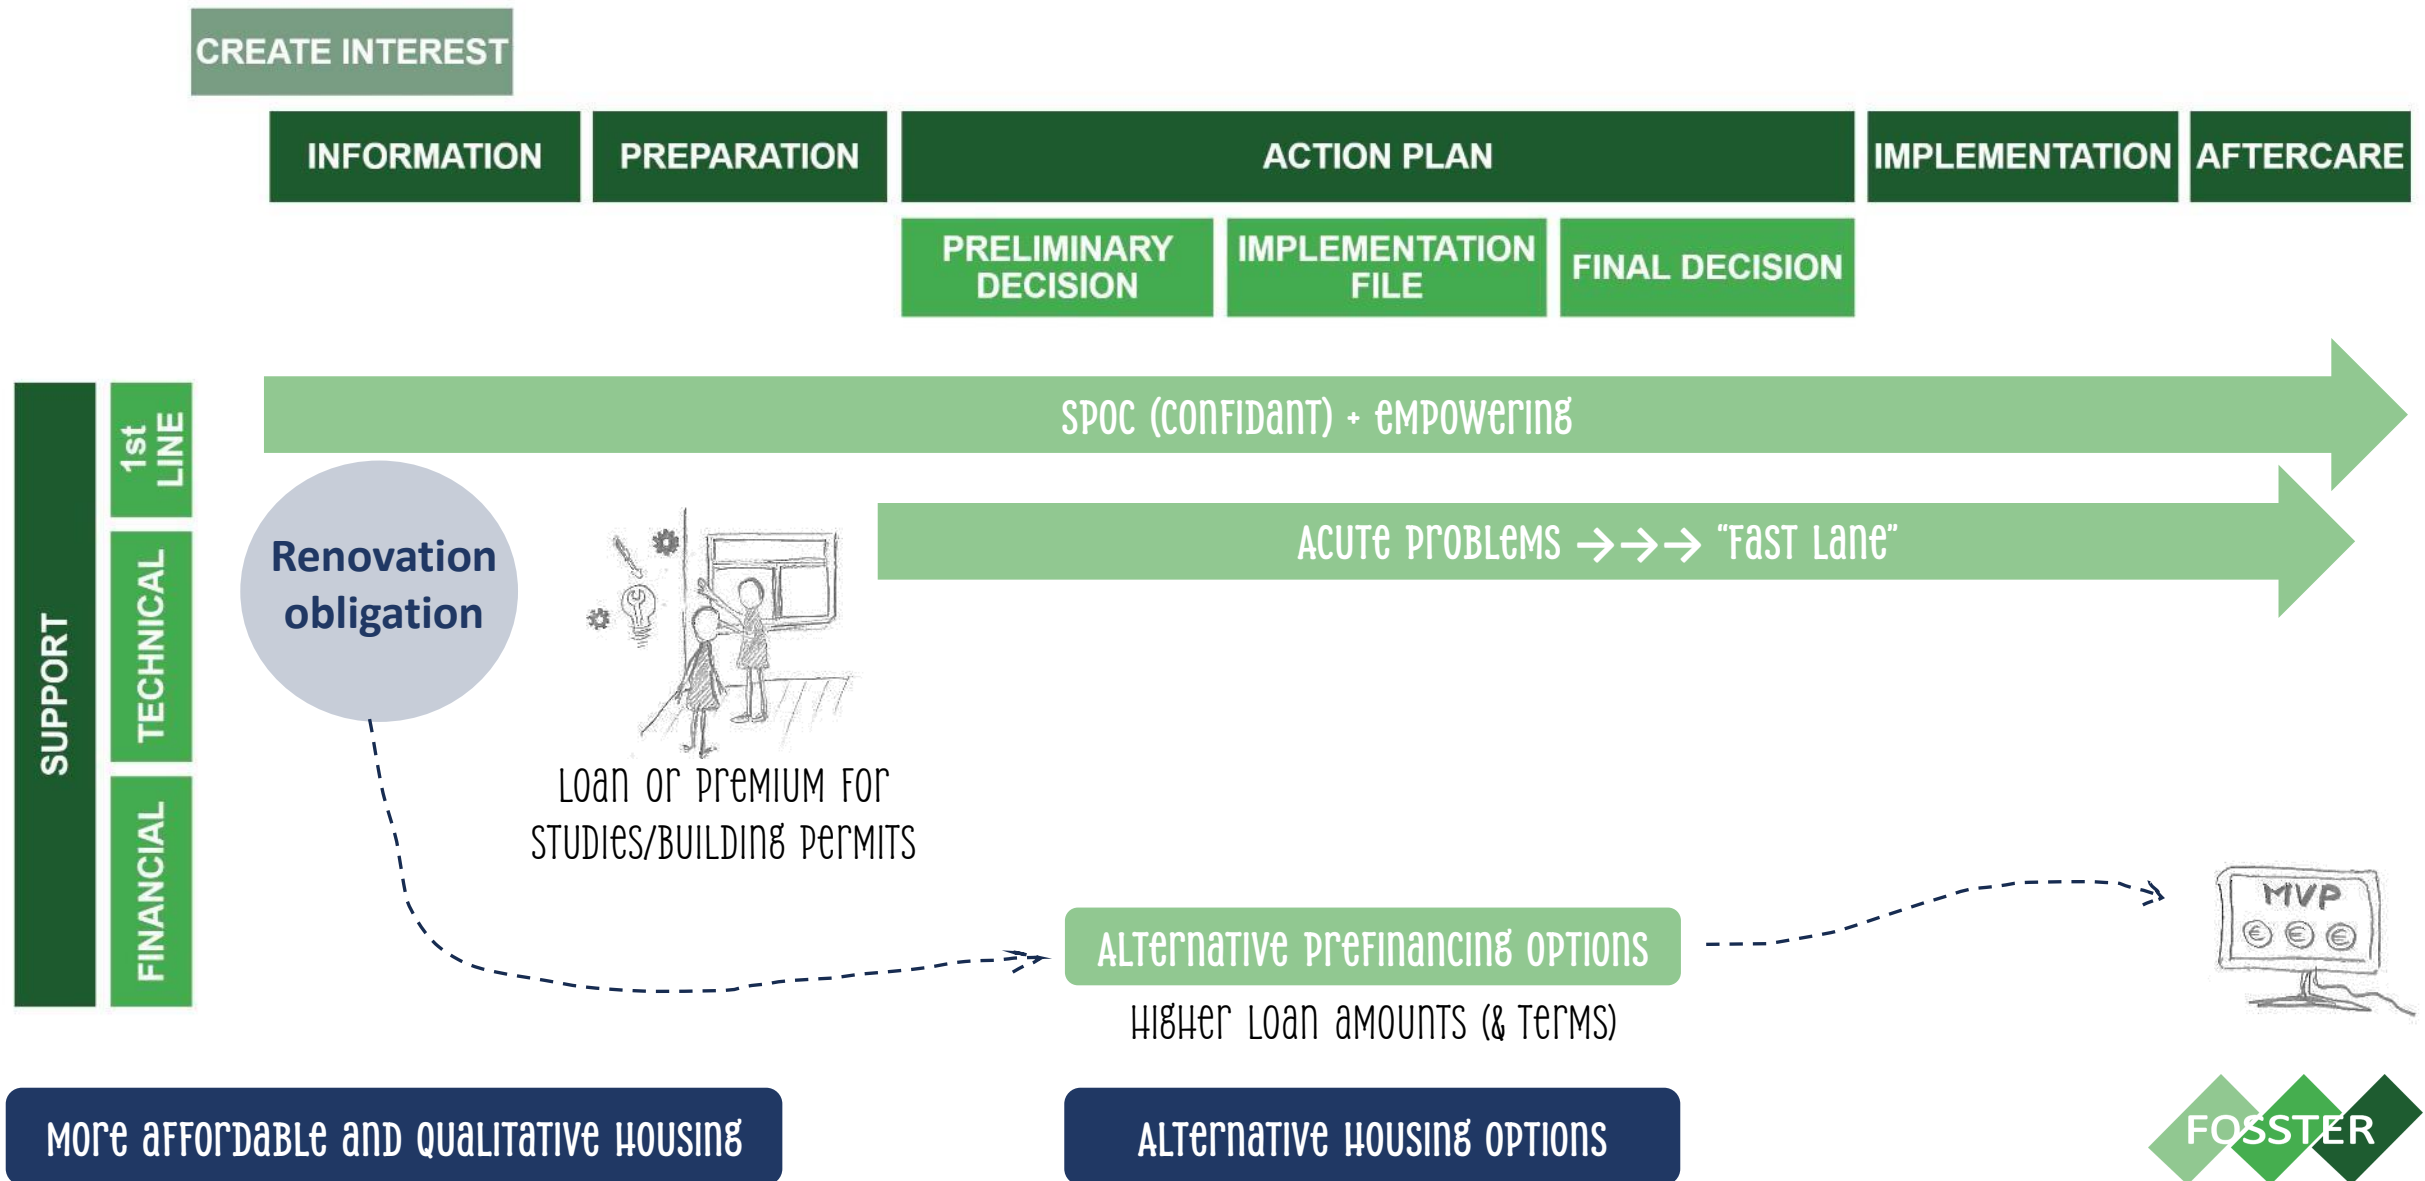 CREATE INTEREST
INFORMATION
PREPARATION
ACTION PLAN
IMPLEMENTATION
AFTERCARE
PRELIMINARY
DECISION
IMPLEMENTATION
FILE
FINAL DECISION
SUPPORT
1st
LINE
TECHNICAL
FINANCIAL
SPOC (CONFIDANT) + EMPOWERING
ACUTE PROBLEMS →→→ "FAST LANE"
Renovation
obligation
LOAN OR PREMIUM FOR
STUDIES/BUILDING PERMITS
ALTERNATIVE PREFINANCING OPTIONS
HIGHER LOAN AMOUNTS (& TERMS)
MVP
€ € €
MORE AFFORDABLE AND QUALITATIVE HOUSING
ALTERNATIVE HOUSING OPTIONS
FOSSTER